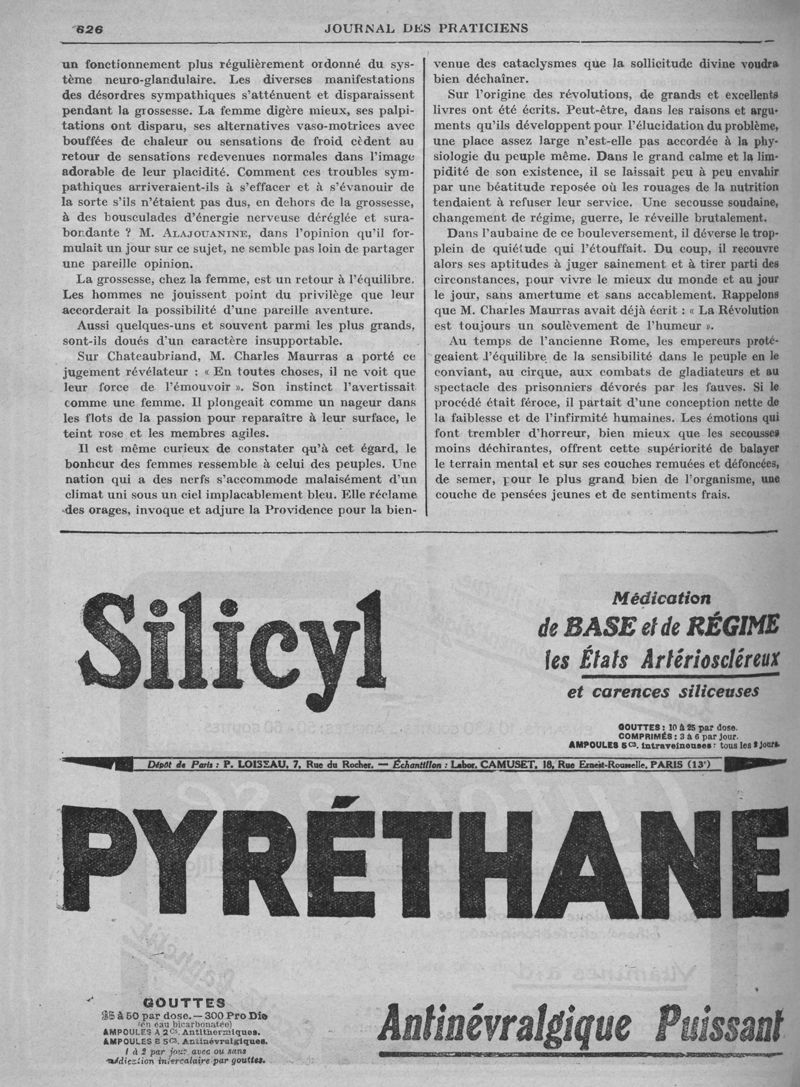 626
JOURNAL DES PRATICIENS
un fonctionnement plus régulièrement ordonné du sys-
tème neuro-glandulaire. Les diverses manifestations
des désordres sympathiques s'atténuent et disparaissent
pendant la grossesse. La femme digère mieux, ses palpi-
tations ont disparu, ses alternatives vaso-motrices avec
bouffées de chaleur ou sensations de froid cèdent au
retour de sensations redevenues normales dans l'image
adorable de leur placidité. Comment ces troubles sym-
pathiques arriveraient-ils à s'effacer et à s'évanouir de
la sorte s'ils n'étaient pas dus, en dehors de la grossesse,
à des bousculades d'énergie nerveuse déréglée et sura-
bondante ? M. ALAJOUANINE, dans l'opinion qu'il for-
mulait un jour sur ce sujet, ne semble pas loin de partager
une pareille opinion.
La grossesse, chez la femme, est un retour à l'équilibre.
Les hommes ne jouissent point du privilège que leur
accorderait la possibilité d'une pareille aventure.
Aussi quelques-uns et souvent parmi les plus grands,
sont-ils doués d'un caractère insupportable.
Sur Chateaubriand, M. Charles Maurras a porté ce
jugement révélateur : « En toutes choses, il ne voit que
leur force de l'émouvoir ». Son instinct l'avertissait
comme une femme. Il plongeait comme un nageur dans
les flots de la passion pour reparaître à leur surface, le
teint rose et les membres agiles.
Il est même curieux de constater qu'à cet égard, le
bonheur des femmes ressemble à celui des peuples. Une
nation qui a des nerfs s'accommode malaisément d'un
climat uni sous un ciel implacablement bleu. Elle réclame
des orages, invoque et adjure la Providence pour la bien-
venue des cataclysmes que la sollicitude divine voudra
bien déchaîner.
Sur l'origine des révolutions, de grands et excellents
livres ont été écrits. Peut-être, dans les raisons et argu-
ments qu'ils développent pour l'élucidation du problème,
une place assez large n'est-elle pas accordée à la phy-
siologie du peuple même. Dans le grand calme et la lim-
pidité de son existence, il se laissait peu à peu envahir
par une béatitude reposée où les rouages de la nutrition
tendaient à refuser leur service. Une secousse soudaine,
changement de régime, guerre, le réveille brutalement.
Dans l'aubaine de ce bouleversement, il déverse le trop-
plein de quiétude qui l'étouffait. Du coup, il recouvre
alors ses aptitudes à juger sainement et à tirer parti des
circonstances, pour vivre le mieux du monde et au jour
le jour, sans amertume et sans accablement. Rappelons
que M. Charles Maurras avait déjà écrit : « La Révolution
est toujours un soulèvement de l'humeur ».
Au temps de l'ancienne Rome, les empereurs proté-
geaient l'équilibre de la sensibilité dans le peuple en le
conviant, au cirque, aux combats de gladiateurs et au
spectacle des prisonniers dévorés par les fauves. Si le
procédé était féroce, il partait d'une conception nette de
la faiblesse et de l'infirmité humaines. Les émotions qui
font trembler d'horreur, bien mieux que les secousses
moins déchirantes, offrent cette supériorité de balayer
le terrain mental et sur ses couches remuées et défoncées,
de semer, pour le plus grand bien de l'organisme, une
couche de pensées jeunes et de sentiments frais.
Silicyl
Médication
de BASE et de RÉGIME
les États Artérioscléreux
et carences siliceuses
GOUTTES : 10 à 25 par dose.
COMPRIMÉS : 3 à 6 par jour.
AMPOULES 5cs. intraveineuses : tous les 2 jours.
Dépôt de Paris : P. LOISEAU, 7, Rue du Rocher. — Échantillon : Labor. CAMUSET, 18, Rue Ernest-Rousselle, PARIS (13e)
PYRÉTHANE
GOUTTES
25 à 50 par dose. — 300 Pro Die
(en eau bicarbonatée)
AMPOULES A 2cs. Antithermiques.
AMPOULES B 5cs. Antinévralgiques.
1 à 2 par jour avec ou sans
médication intercalaire par gouttes.
Antinévralgique Puissant